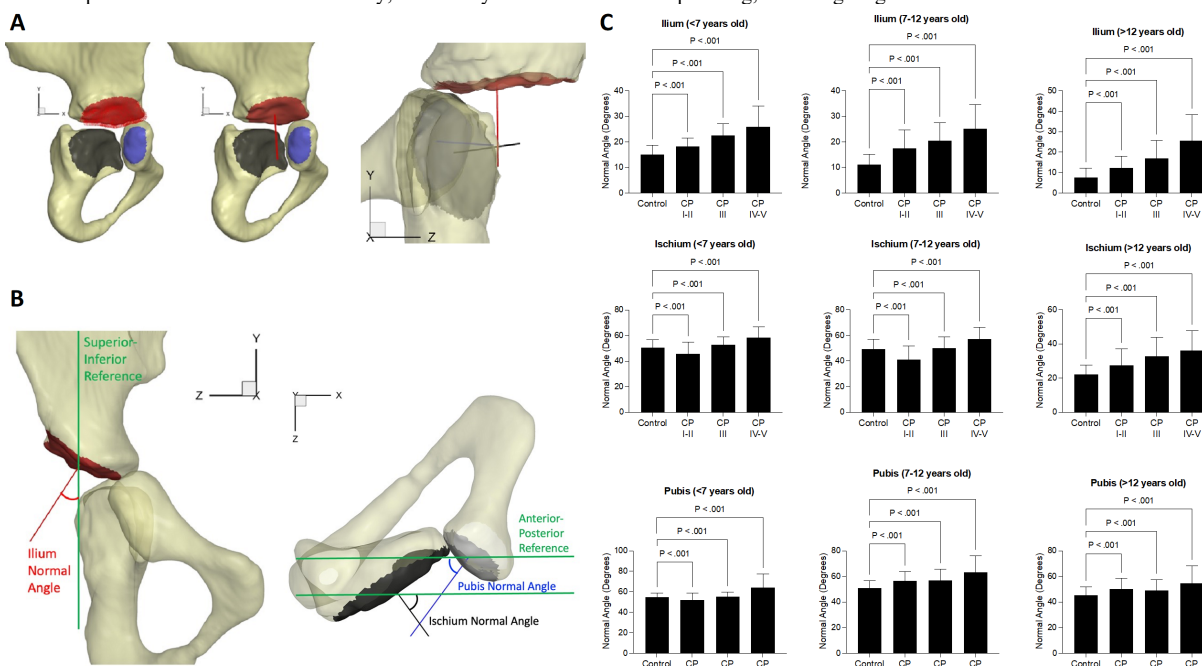 A
Y
X
Y
X
Y
X
Z
B
Superior-
Inferior
Reference
Y
Z
X
Y
X
Z
Ilium
Normal
Angle
Anterior-
Posterior
Reference
Pubis Normal Angle
Ischium Normal Angle
C
Ilium (<7 years old)
P < .001
P < .001
P < .001
Normal Angle (Degrees)
40
30
20
10
0
Control CP I-II CP III CP IV-V
Ilium (7-12 years old)
P < .001
P < .001
P < .001
Normal Angle (Degrees)
40
30
20
10
0
Control CP I-II CP III CP IV-V
Ilium (>12 years old)
P < .001
P < .001
P < .001
Normal Angle (Degrees)
50
40
30
20
10
0
Control CP I-II CP III CP IV-V
Ischium (<7 years old)
P < .001
P < .001
P < .001
Normal Angle (Degrees)
80
60
40
20
0
Control CP I-II CP III CP IV-V
Ischium (7-12 years old)
P < .001
P < .001
P < .001
Normal Angle (Degrees)
80
60
40
20
0
Control CP I-II CP III CP IV-V
Ischium (>12 years old)
P < .001
P < .001
P < .001
Normal Angle (Degrees)
60
40
20
0
Control CP I-II CP III CP IV-V
Pubis (<7 years old)
P < .001
P < .001
P < .001
Normal Angle (Degrees)
100
80
60
40
20
0
Control CP CP CP
Pubis (7-12 years old)
P < .001
P < .001
P < .001
Normal Angle (Degrees)
80
60
40
20
0
Control CP CP CP
Pubis (>12 years old)
P < .001
P < .001
P < .001
Normal Angle (Degrees)
80
60
40
20
0
Control CP CP CP